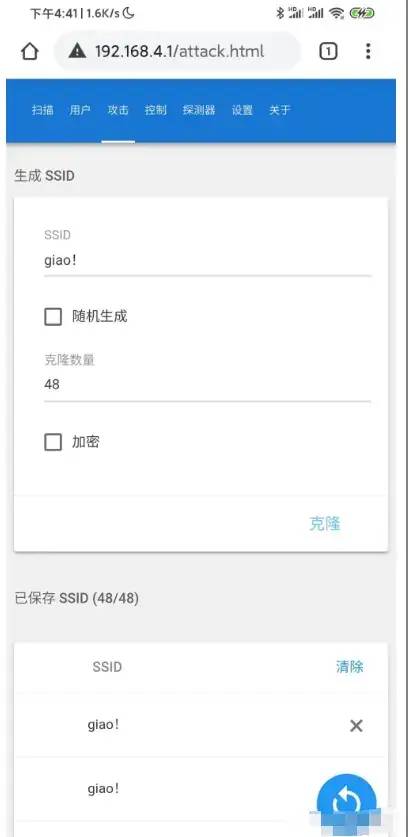 下午4:41 | 1.6K/s
192.168.4.1/attack.html
1
扫描 用户 攻击 控制 探测器 设置 关于
生成 SSID
SSID
giao!
随机生成
克隆数量
48
加密
克隆
已保存 SSID (48/48)
SSID 清除
giao!
giao!